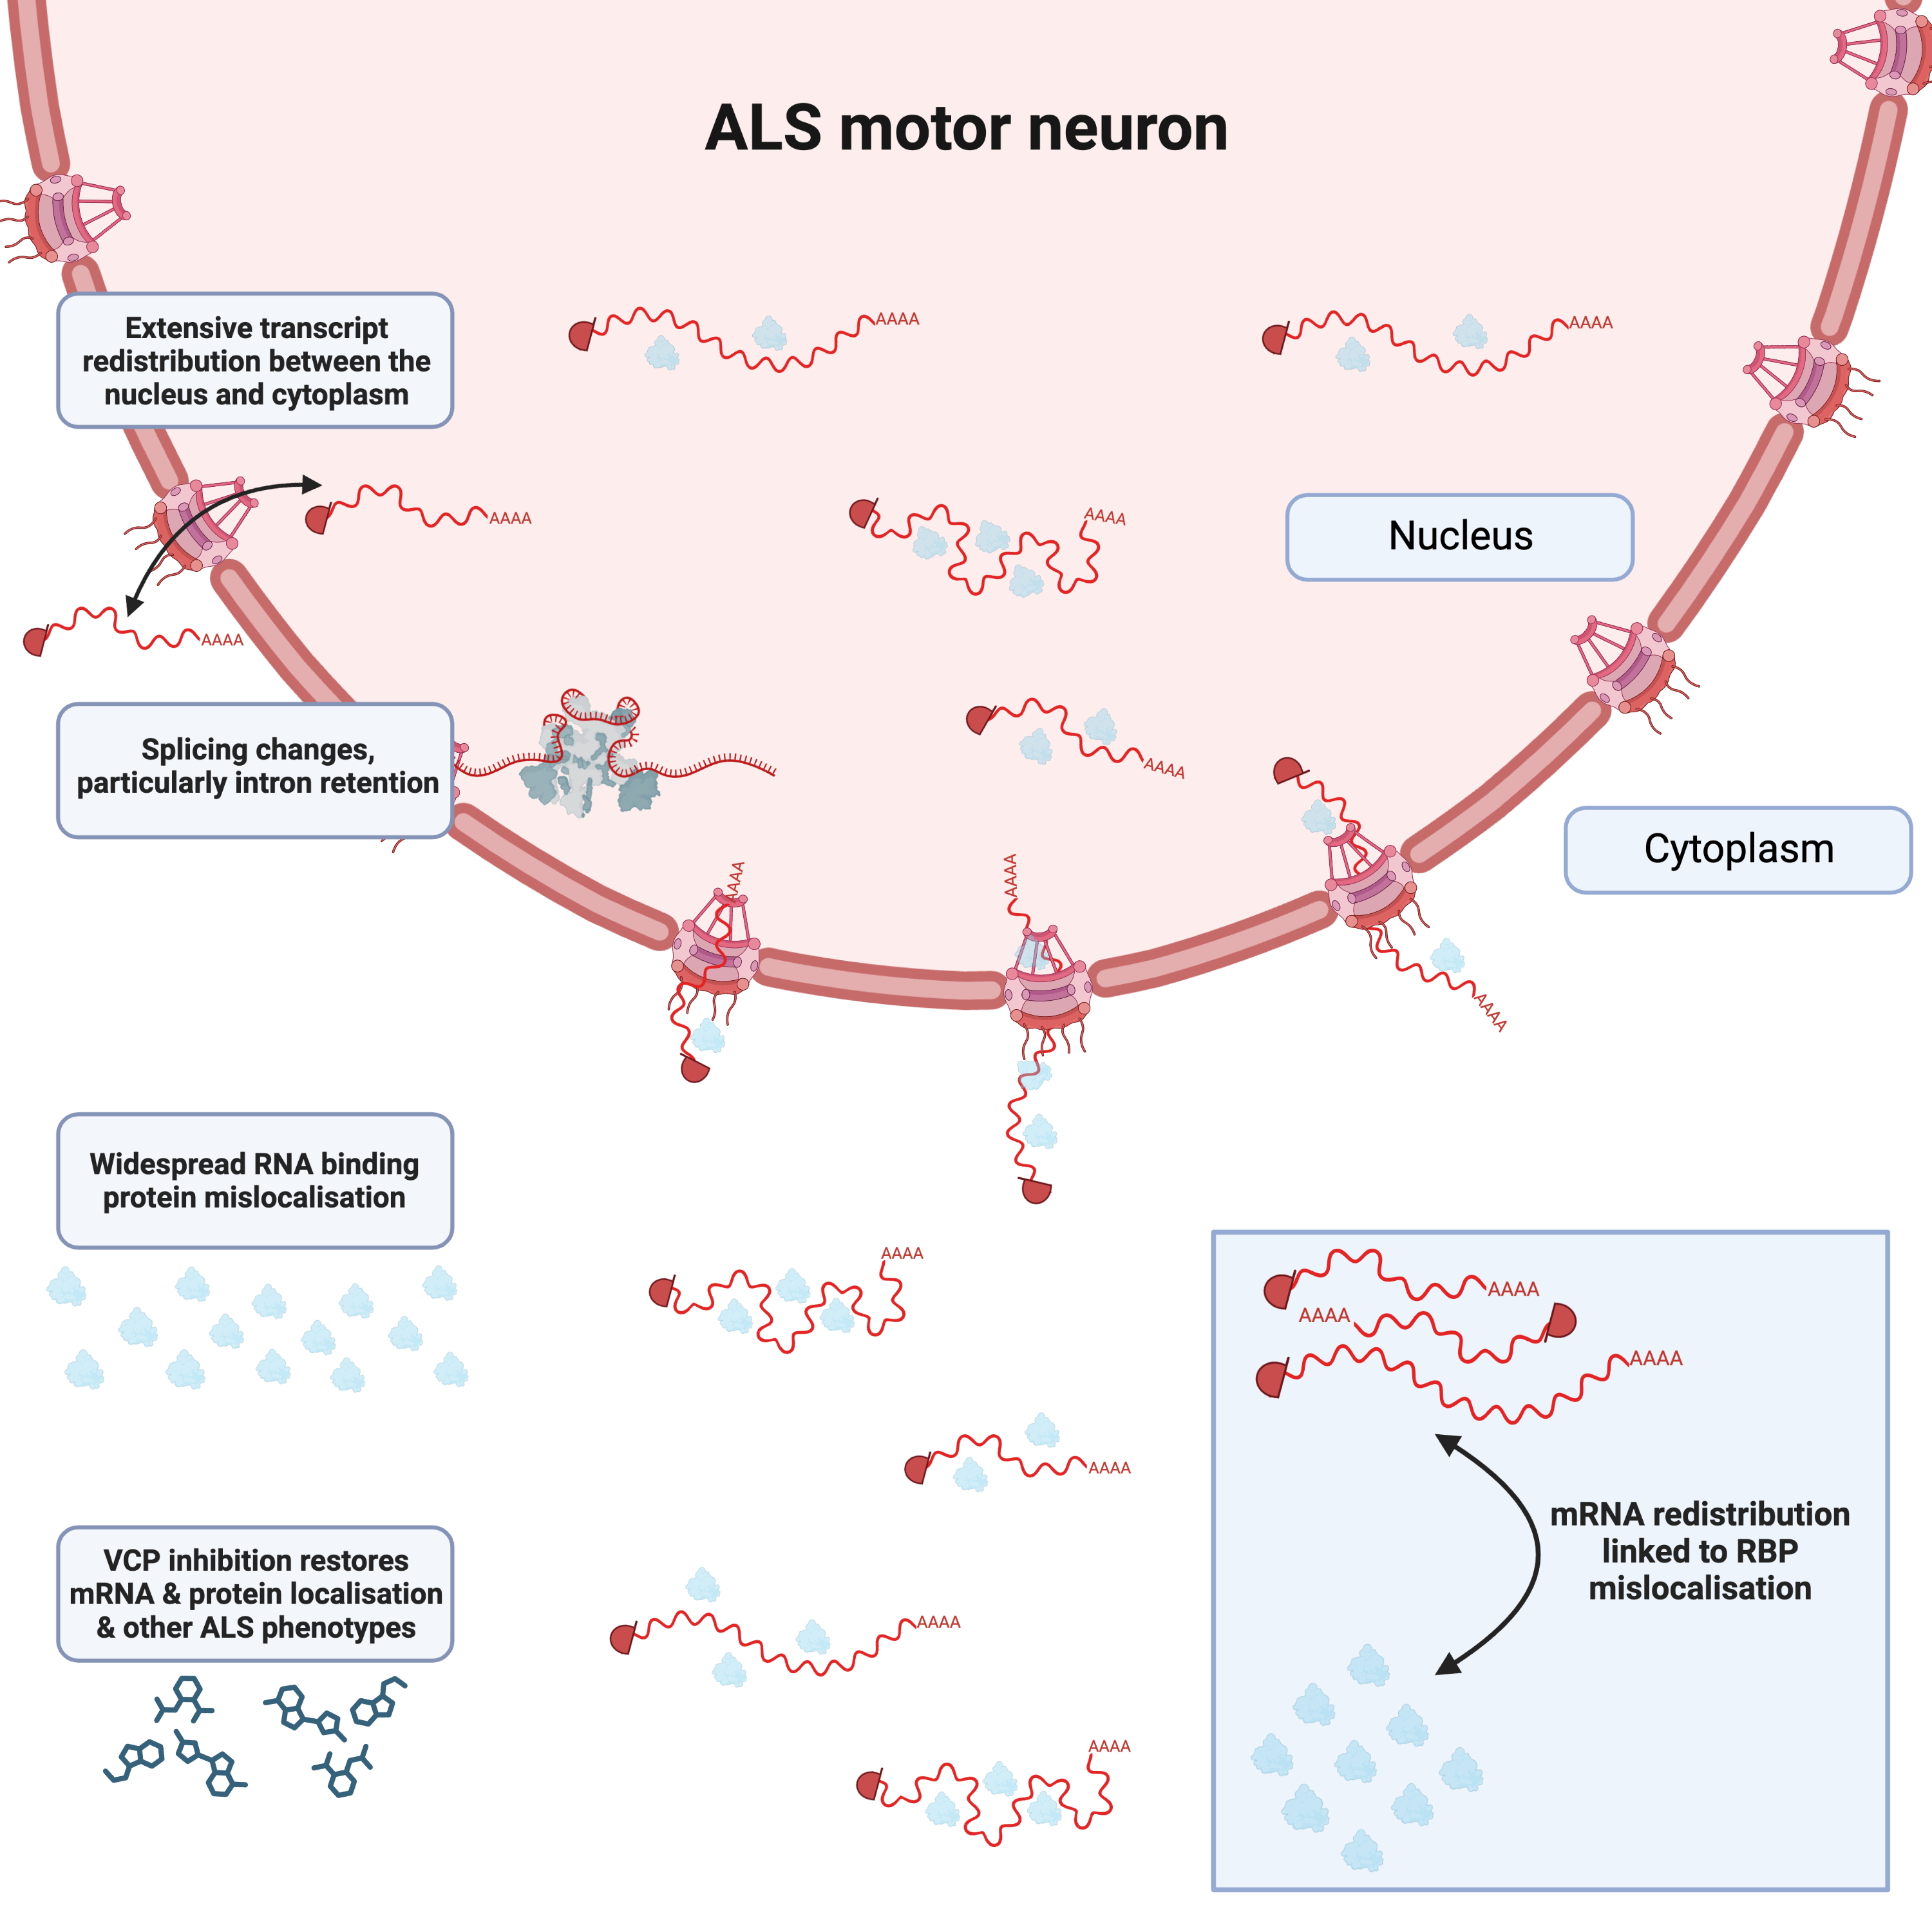 ALS motor neuron
Extensive transcript
redistribution between the
nucleus and cytoplasm
AAAA
AAAA
AAAA
AAAA
AAAA
Nucleus
AAAA
Splicing changes,
particularly intron retention
AAAA
Cytoplasm
AAAA
AAAA
AAAA
Widespread RNA binding
protein mislocalisation
AAAA
AAAA
AAAA
AAAA
VCP inhibition restores
mRNA & protein localisation
& other ALS phenotypes
AAAA
AAAA
AAAA
AAAA
mRNA redistribution
linked to RBP
mislocalisation